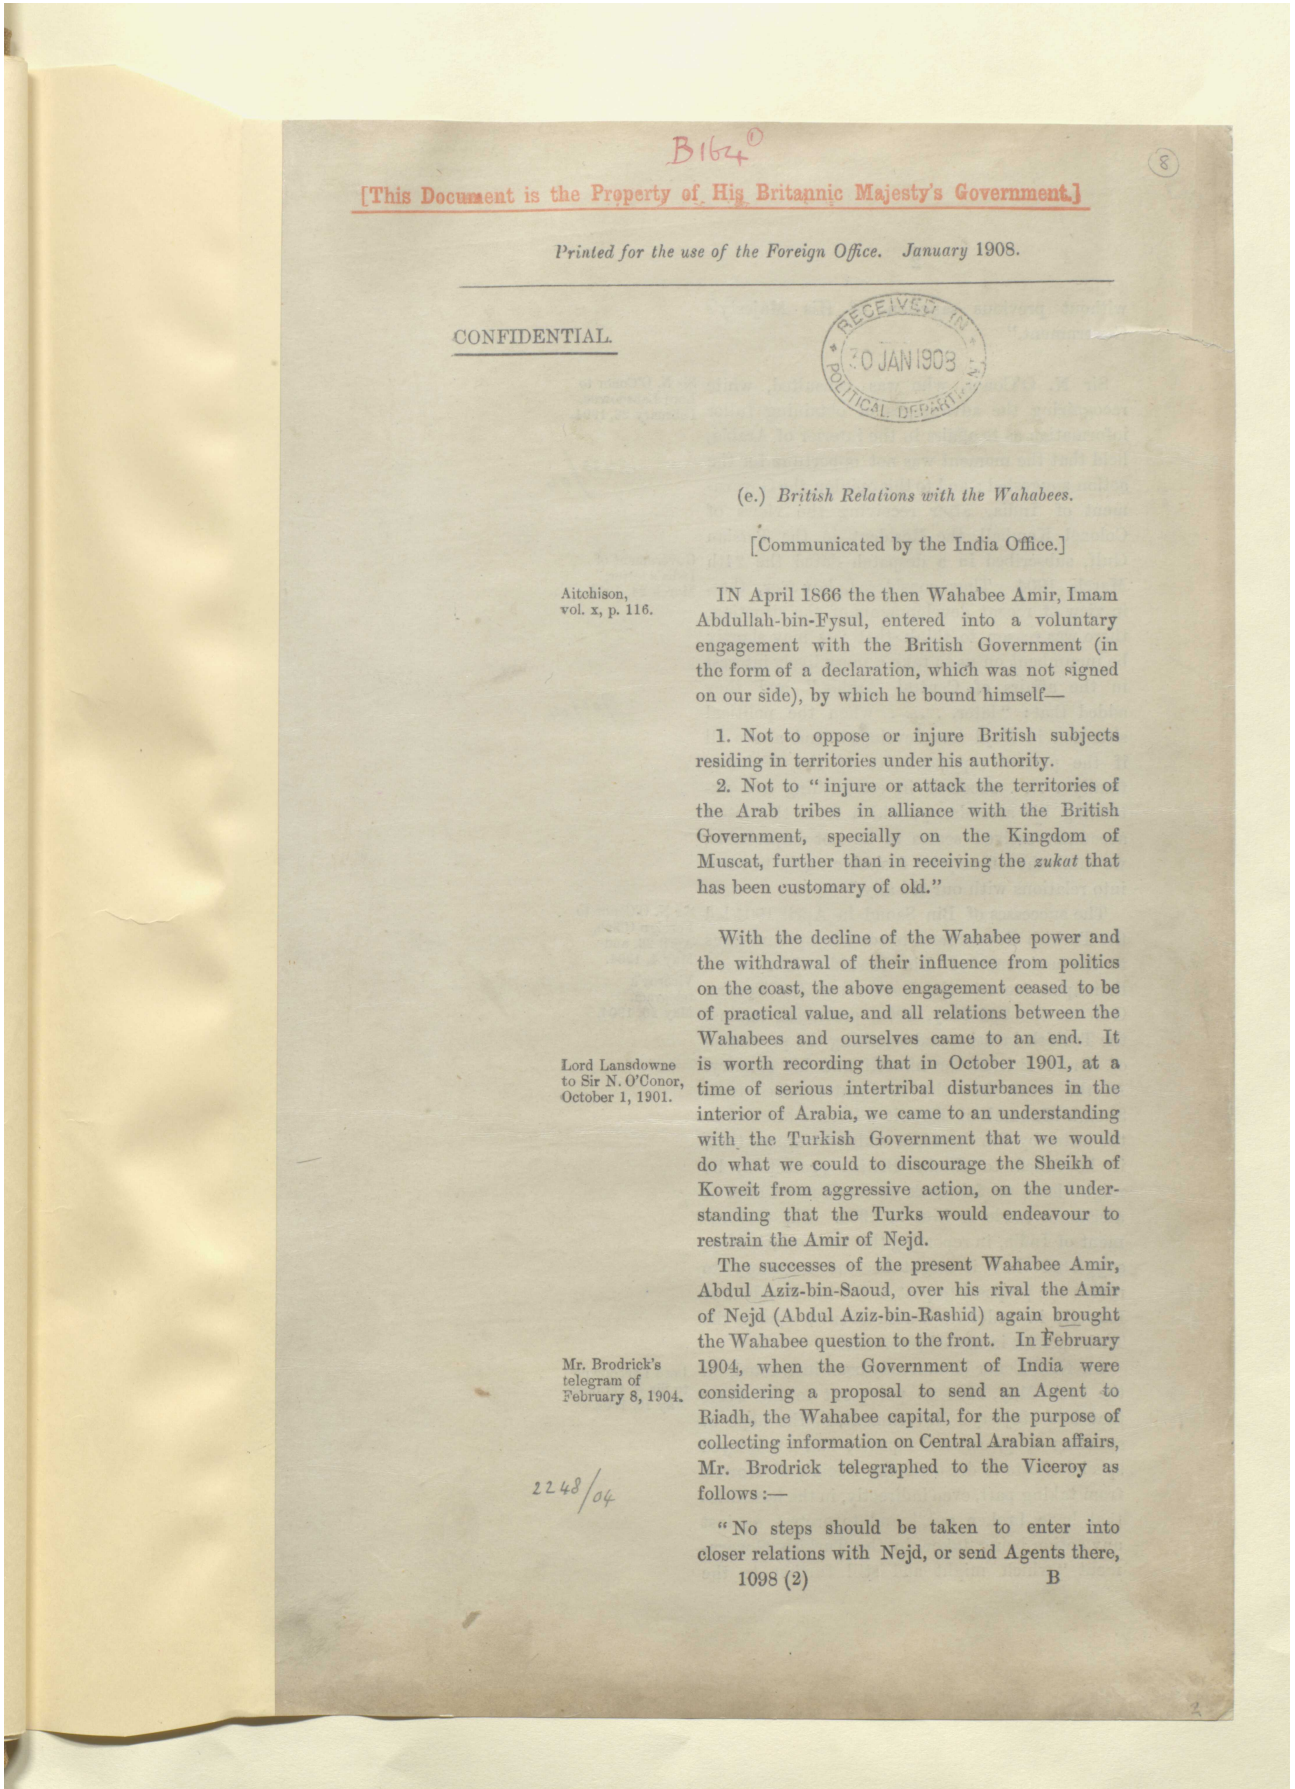 B164 ①
8
[This Document is the Property of His Britannic Majesty's Government.]
Printed for the use of the Foreign Office. January 1908.
CONFIDENTIAL.
RECEIVED IN
30 JAN 1908
POLITICAL DEPARTMENT
(e.) British Relations with the Wahabees.
[Communicated by the India Office.]
Aitchison,
vol. x, p. 116.
IN April 1866 the then Wahabee Amir, Imam
Abdullah-bin-Fysul, entered into a voluntary
engagement with the British Government (in
the form of a declaration, which was not signed
on our side), by which he bound himself—
1. Not to oppose or injure British subjects
residing in territories under his authority.
2. Not to “injure or attack the territories of
the Arab tribes in alliance with the British
Government, specially on the Kingdom of
Muscat, further than in receiving the zukat that
has been customary of old.”
With the decline of the Wahabee power and
the withdrawal of their influence from politics
on the coast, the above engagement ceased to be
of practical value, and all relations between the
Wahabees and ourselves came to an end. It
Lord Lansdowne
to Sir N. O'Conor,
October 1, 1901.
is worth recording that in October 1901, at a
time of serious intertribal disturbances in the
interior of Arabia, we came to an understanding
with the Turkish Government that we would
do what we could to discourage the Sheikh of
Koweit from aggressive action, on the under-
standing that the Turks would endeavour to
restrain the Amir of Nejd.
The successes of the present Wahabee Amir,
Abdul Aziz-bin-Saoud, over his rival the Amir
of Nejd (Abdul Aziz-bin-Rashid) again brought
the Wahabee question to the front. In February
Mr. Brodrick's
telegram of
February 8, 1904.
1904, when the Government of India were
considering a proposal to send an Agent to
Riadh, the Wahabee capital, for the purpose of
collecting information on Central Arabian affairs,
Mr. Brodrick telegraphed to the Viceroy as
follows:—
2248/04
“No steps should be taken to enter into
closer relations with Nejd, or send Agents there,
1098 (2) B
2